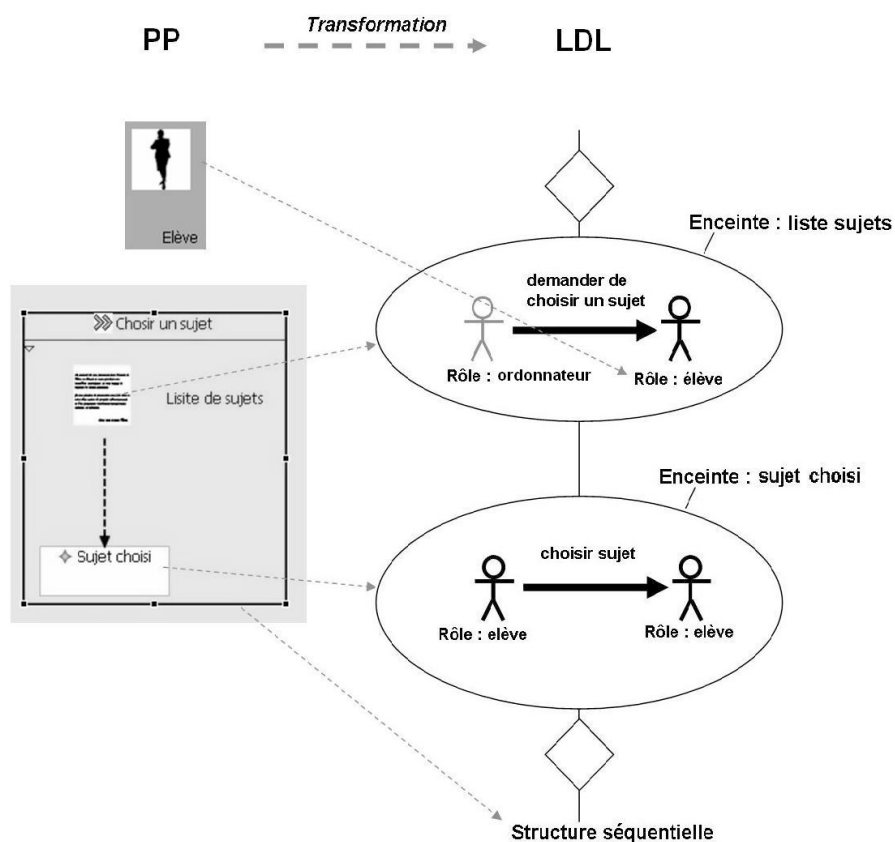 PP
Transformation
LDL
Elève
Enceinte : liste sujets
demander de
choisir un sujet
Rôle : ordonnateur
Rôle : élève
Chosir un sujet
Lisite de sujets
Sujet choisi
Enceinte : sujet choisi
choisir sujet
Rôle : elève
Rôle : elève
Structure séquentielle